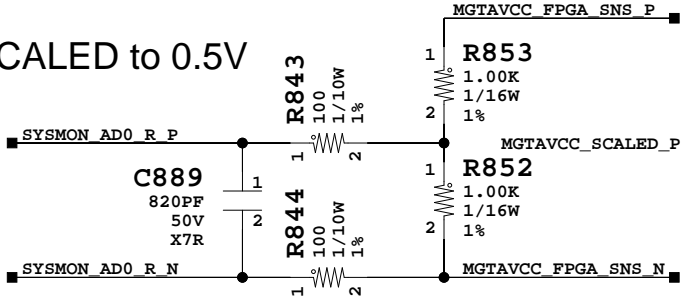 MGTAVCC_FPGA_SNS_P
CALED to 0.5V
1
R853
1.00K
1/16W
2
1%
R843
100
1/10W
1%
SYSMON_AD0_R_P
1
2
MGTAVCC_SCALED_P
C889
820PF
50V
X7R
1
2
R844
100
1/10W
1%
1
R852
1.00K
1/16W
2
1%
SYSMON_AD0_R_N
1
2
MGTAVCC_FPGA_SNS_N